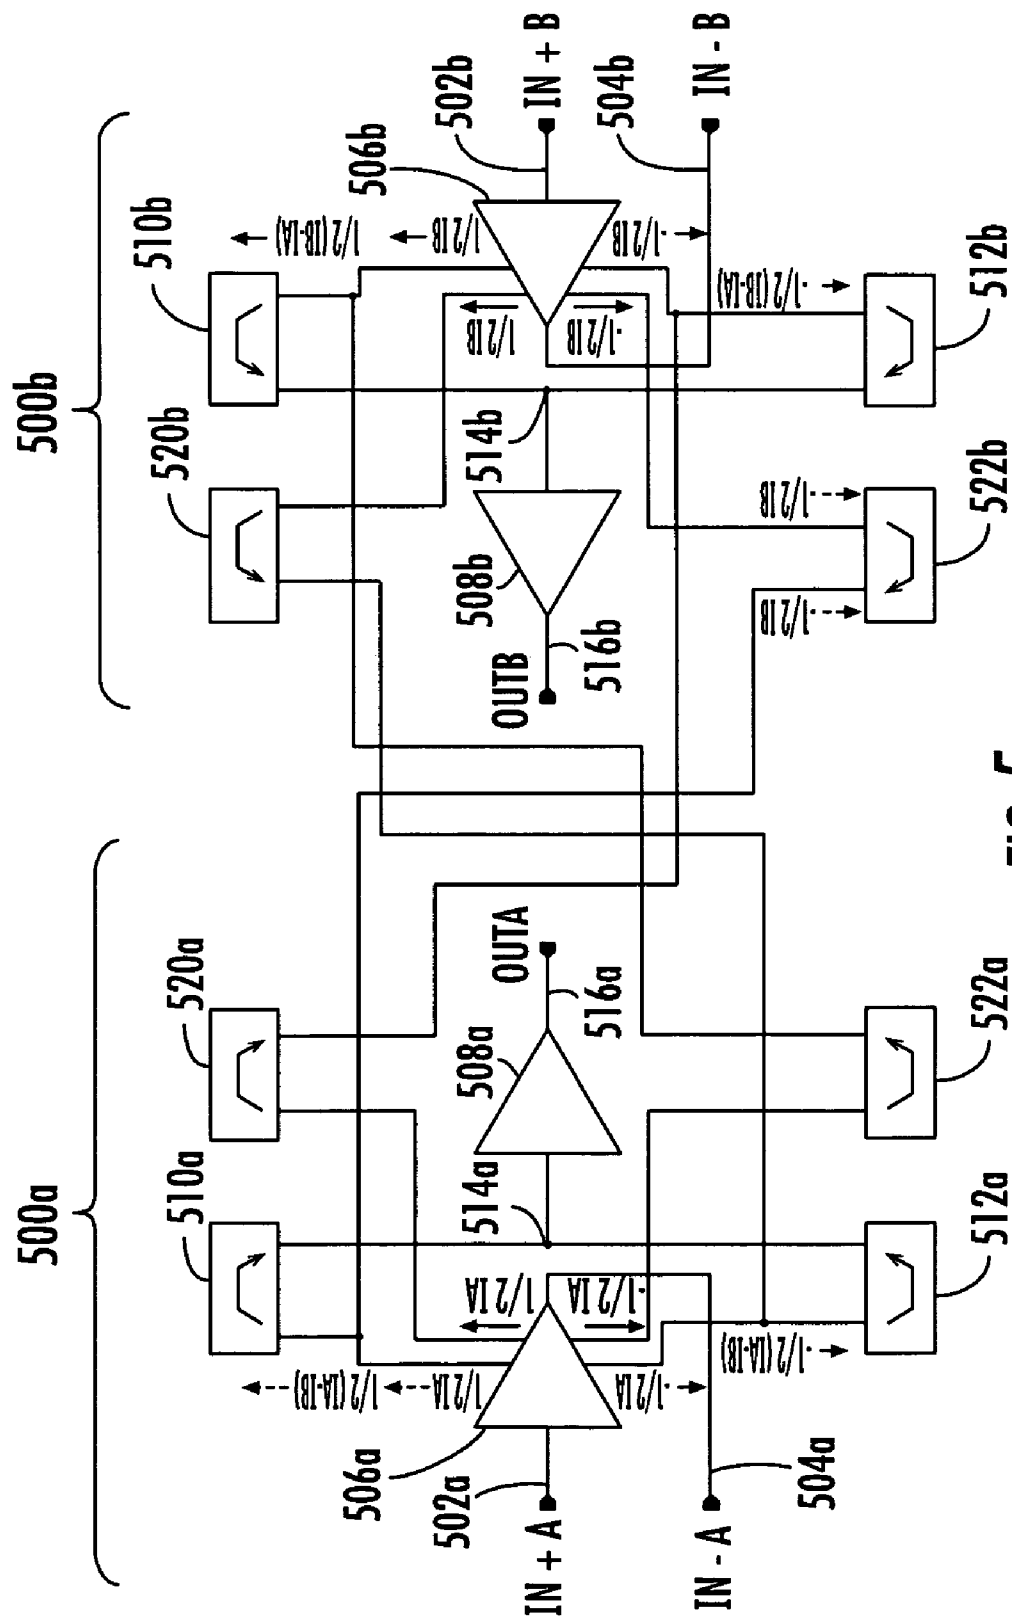 500a
500b
510a
520a
520b
510b
1/2 (IA-IB)
1/2 (IB-IA)
506a
1/2 IA
1/2 IA
1/2 IB
1/2 IB
506b
502a
514a
508a
OUTA
OUTB
508b
514b
502b
IN + A
516a
516b
IN + B
-1/2 IA
-1/2 IA
-1/2 IB
-1/2 IB
504b
IN - A
IN - B
-1/2 (IA-IB)
-1/2 (IB-IA)
504a
-1/2 IB
-1/2 IB
512a
522a
522b
512b